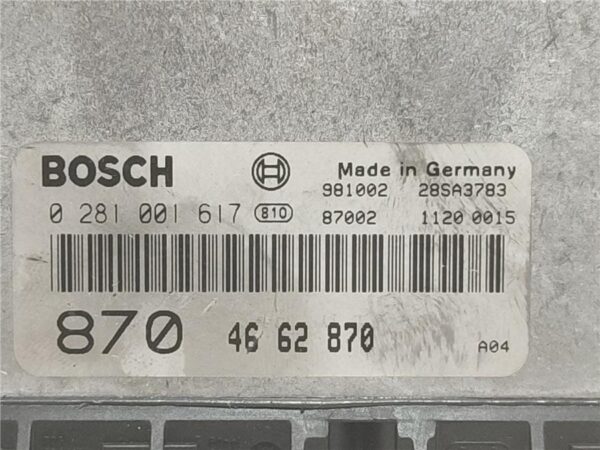 BOSCH Made in Germany
981002 28SA3783
0 281 001 617 810 87002 1120 0015
870 46 62 870 A04